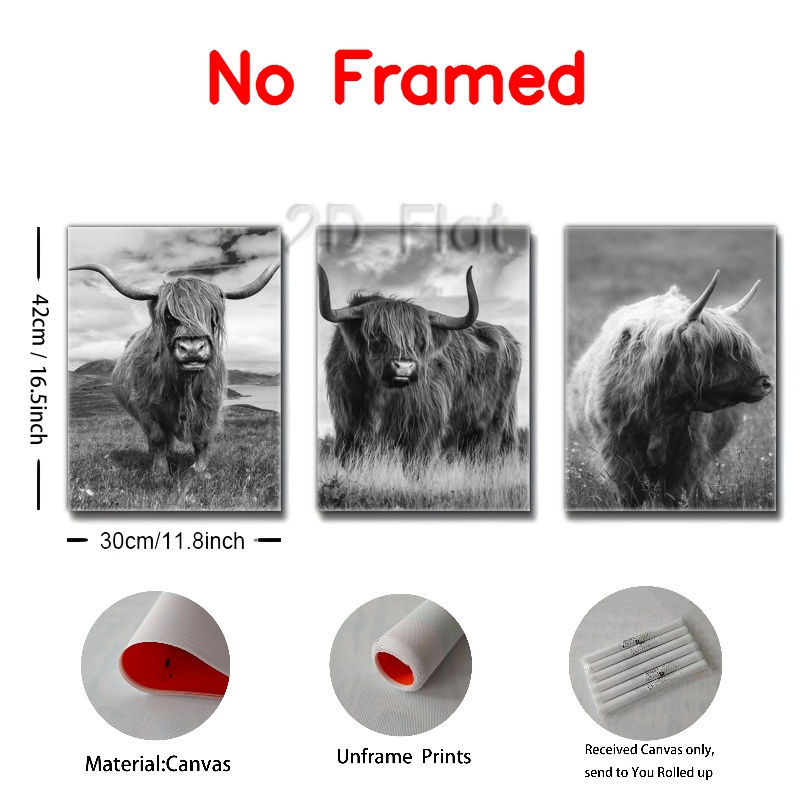 No Framed
2D Flat
42cm / 16.5inch
30cm/11.8inch
Material:Canvas
Unframe Prints
Received Canvas only,
send to You Rolled up